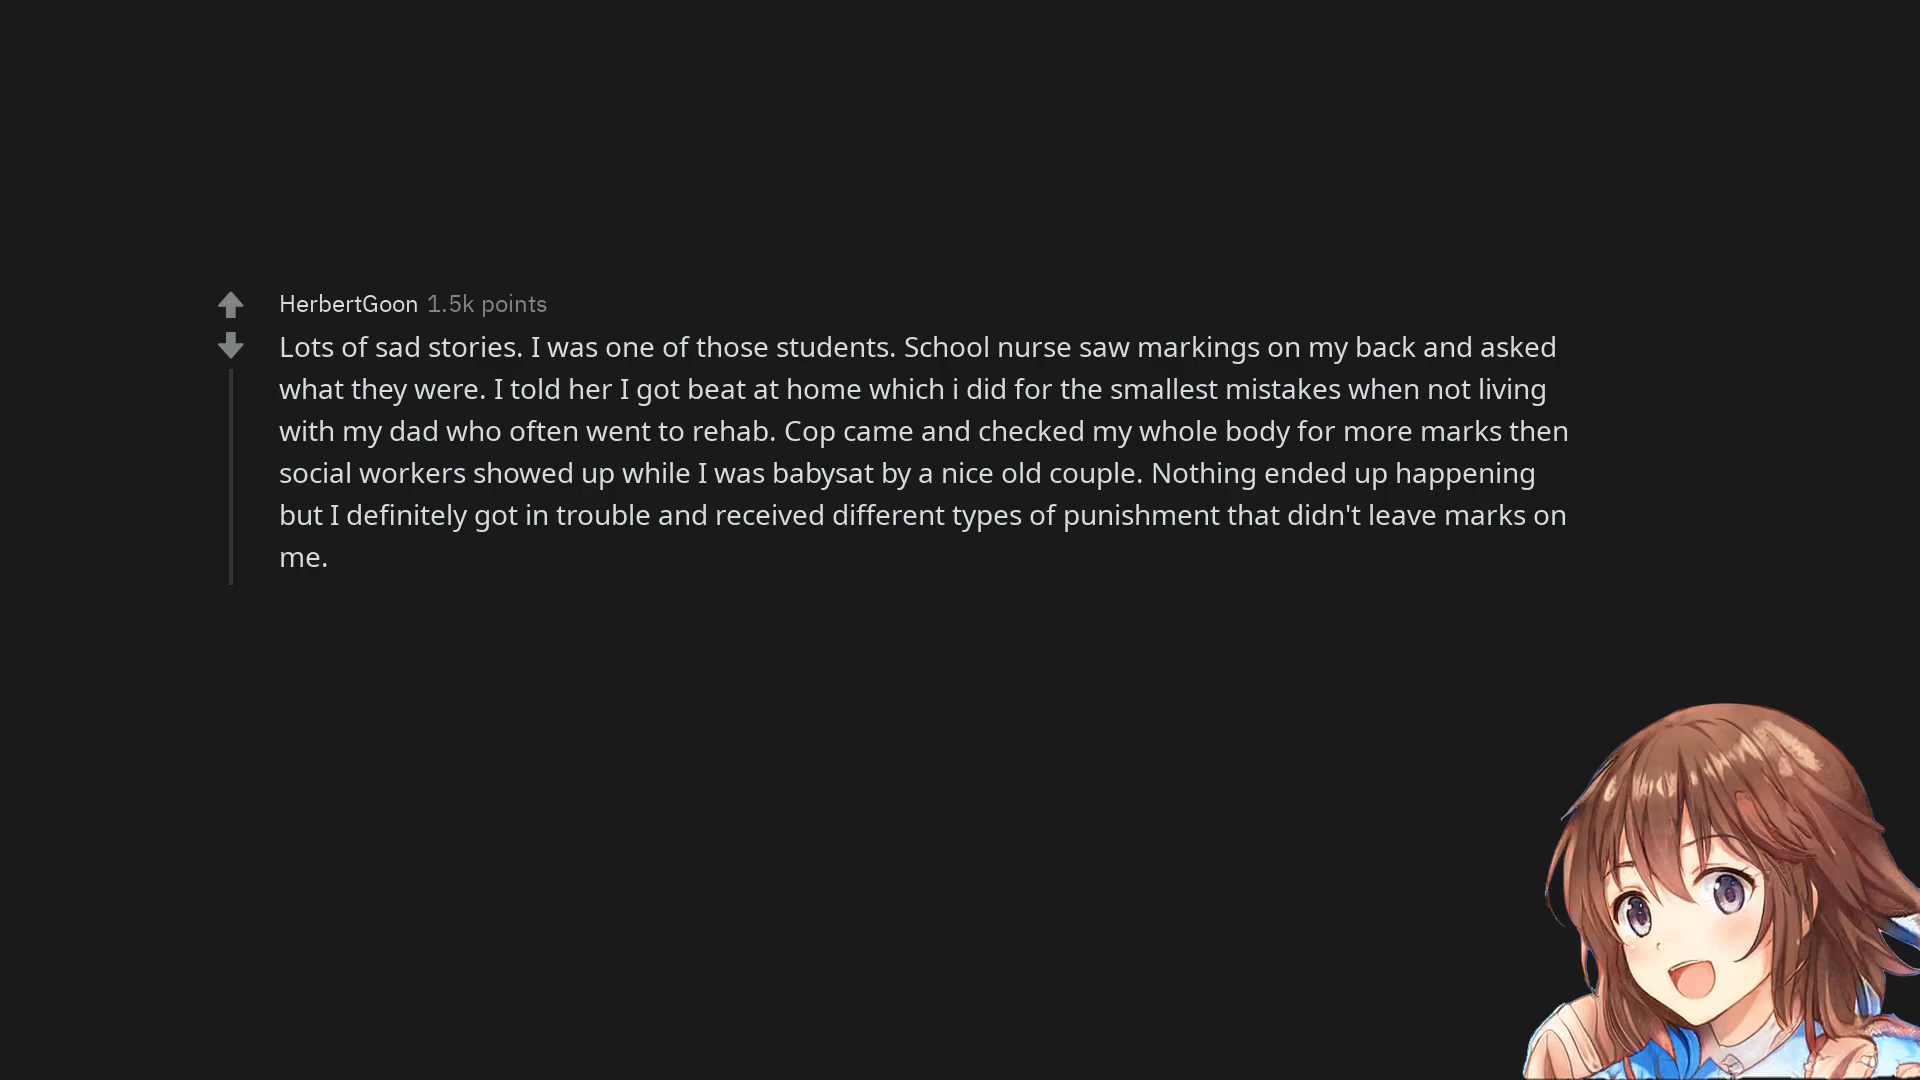 HerbertGoon 1.5k points
Lots of sad stories. I was one of those students. School nurse saw markings on my back and asked
what they were. I told her I got beat at home which i did for the smallest mistakes when not living
with my dad who often went to rehab. Cop came and checked my whole body for more marks then
social workers showed up while I was babysat by a nice old couple. Nothing ended up happening
but I definitely got in trouble and received different types of punishment that didn't leave marks on
me.